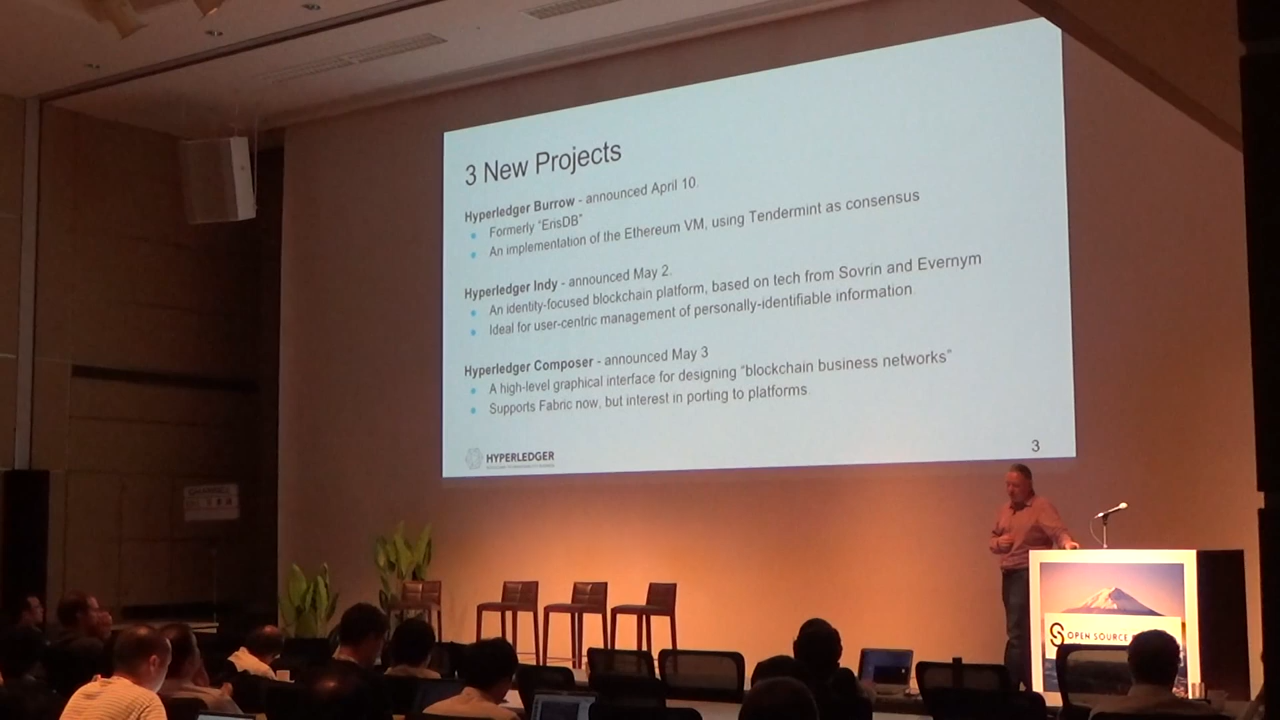 3 New Projects
Hyperledger Burrow - announced April 10.
Formerly "ErisDB"
An implementation of the Ethereum VM, using Tendermint as consensus
Hyperledger Indy - announced May 2.
An identity-focused blockchain platform, based on tech from Sovrin and Evernym
Ideal for user-centric management of personally-identifiable information
Hyperledger Composer - announced May 3
A high-level graphical interface for designing "blockchain business networks"
Supports Fabric now, but interest in porting to platforms
HYPERLEDGER
3
OPEN SOURCE